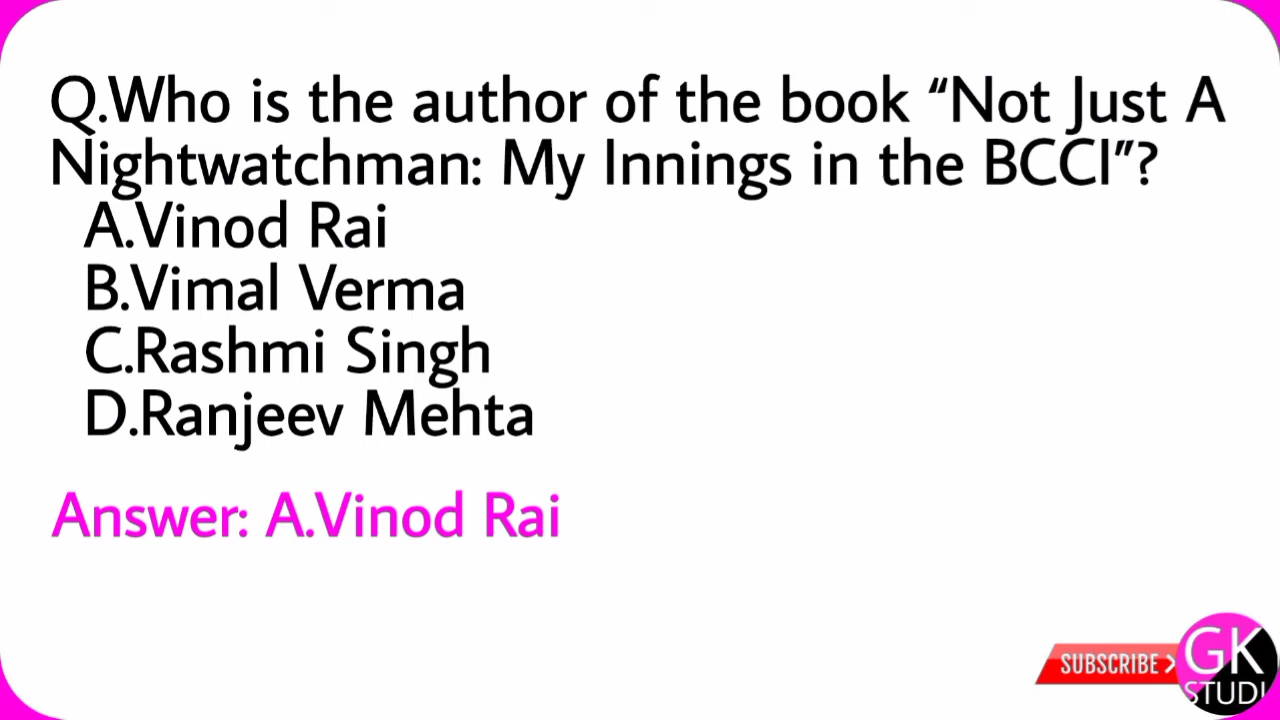 Q.Who is the author of the book “Not Just A
Nightwatchman: My Innings in the BCCI”?
A.Vinod Rai
B.Vimal Verma
C.Rashmi Singh
D.Ranjeev Mehta
Answer: A.Vinod Rai
SUBSCRIBE >
GK
STUDI